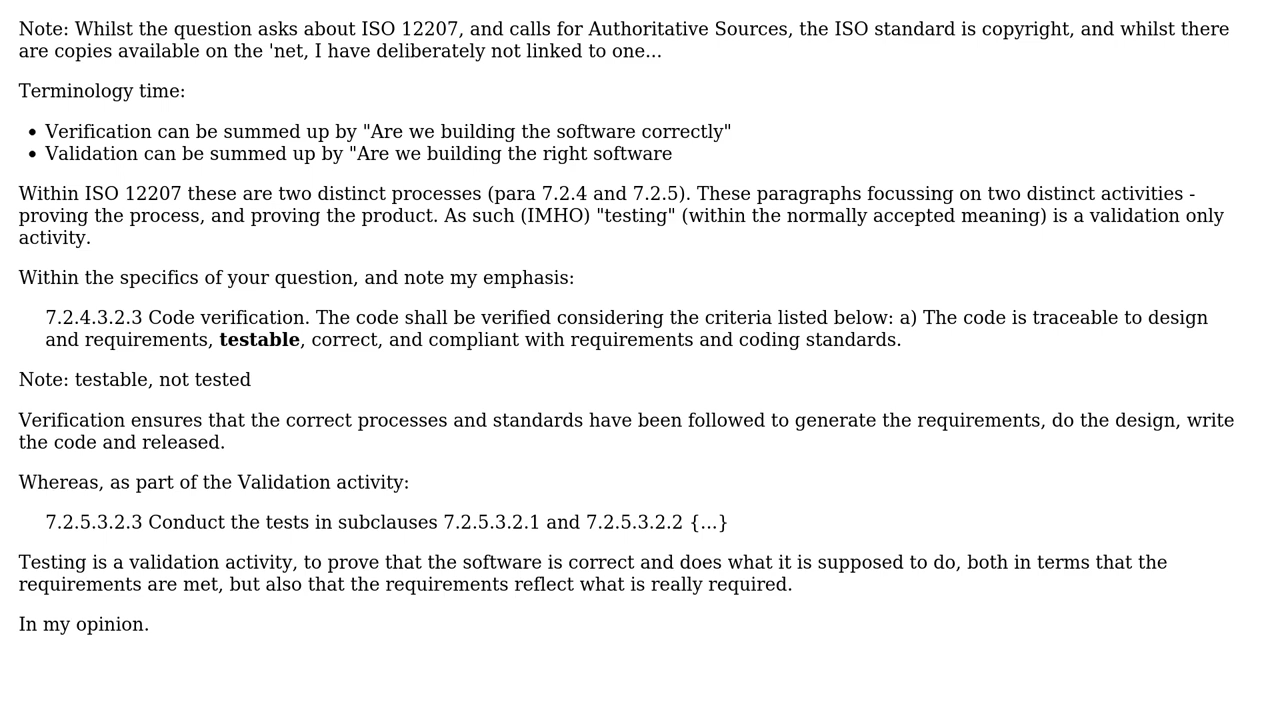 Note: Whilst the question asks about ISO 12207, and calls for Authoritative Sources, the ISO standard is copyright, and whilst there
are copies available on the 'net, I have deliberately not linked to one...
Terminology time:
• Verification can be summed up by "Are we building the software correctly"
• Validation can be summed up by "Are we building the right software
Within ISO 12207 these are two distinct processes (para 7.2.4 and 7.2.5). These paragraphs focussing on two distinct activities -
proving the process, and proving the product. As such (IMHO) "testing" (within the normally accepted meaning) is a validation only
activity.
Within the specifics of your question, and note my emphasis:
7.2.4.3.2.3 Code verification. The code shall be verified considering the criteria listed below: a) The code is traceable to design
and requirements, testable, correct, and compliant with requirements and coding standards.
Note: testable, not tested
Verification ensures that the correct processes and standards have been followed to generate the requirements, do the design, write
the code and released.
Whereas, as part of the Validation activity:
7.2.5.3.2.3 Conduct the tests in subclauses 7.2.5.3.2.1 and 7.2.5.3.2.2 {...}
Testing is a validation activity, to prove that the software is correct and does what it is supposed to do, both in terms that the
requirements are met, but also that the requirements reflect what is really required.
In my opinion.